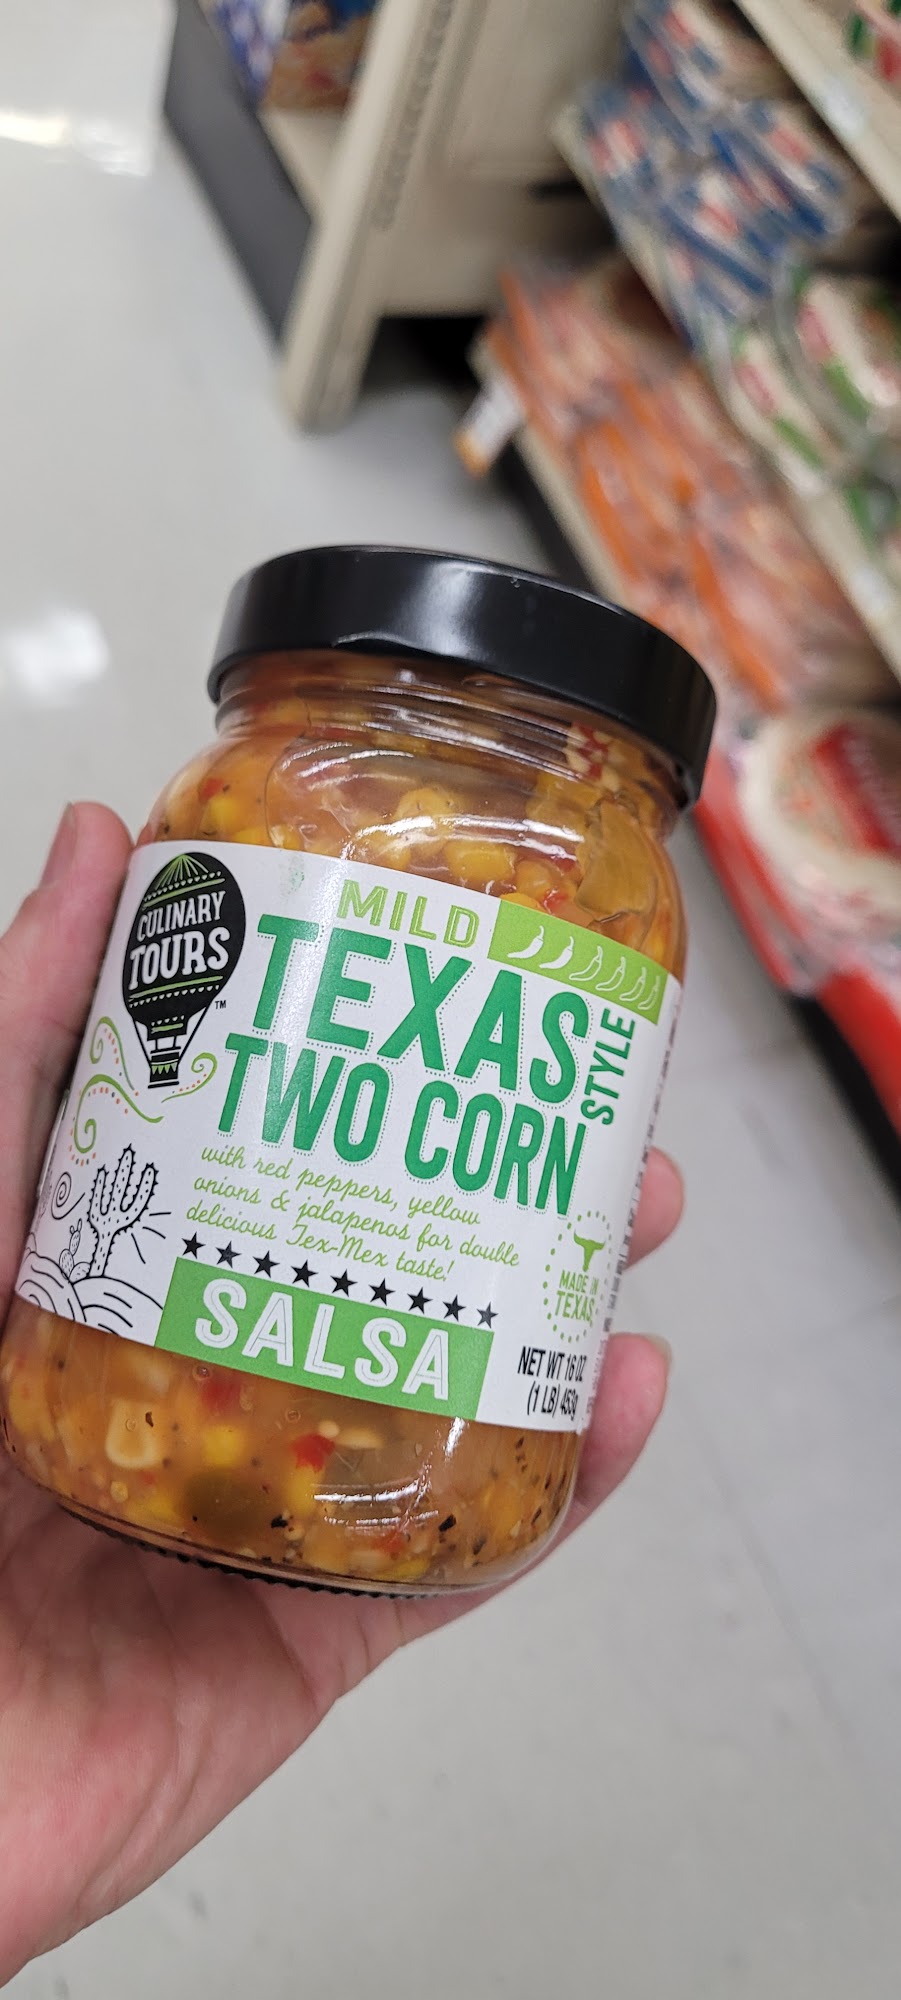 CULINARY
TOURS
TM
MILD
TEXAS
STYLE
TWO CORN
with red peppers, yellow
onions & jalapenos for double
delicious Tex-Mex taste!
SALSA
MADE IN
TEXAS
NET WT 16 OZ
(1 LB) 453g